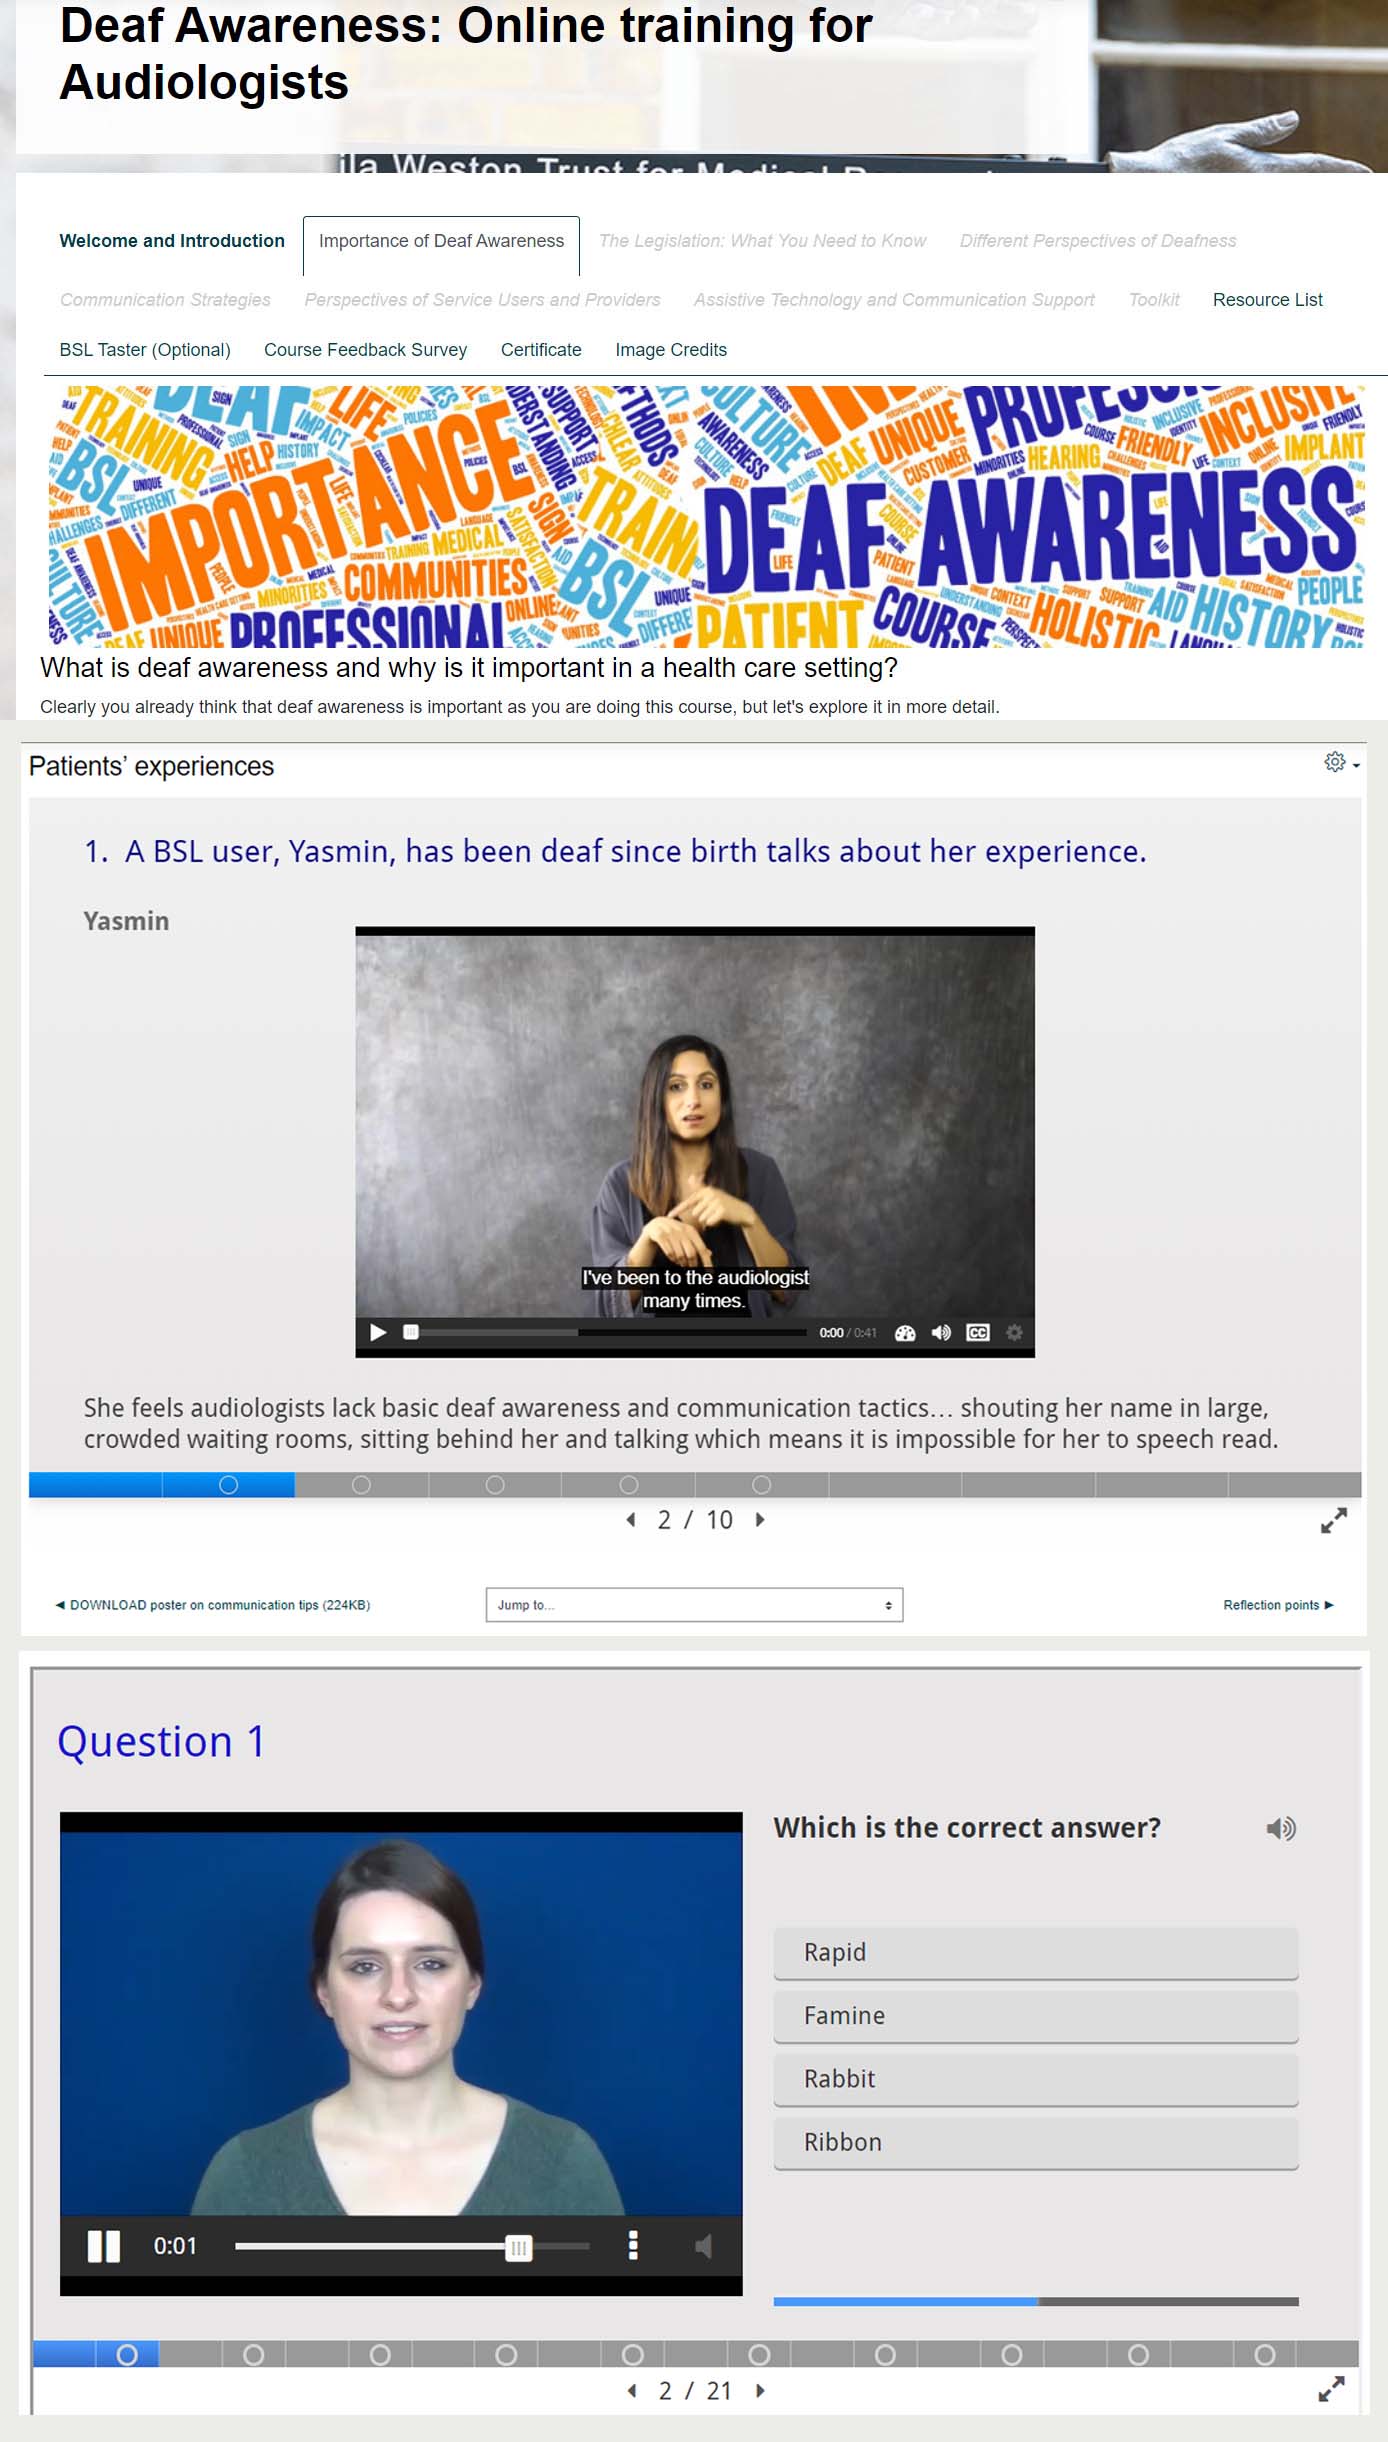 Deaf Awareness: Online training for
Audiologists
Weston Trust for
Welcome and Introduction
Importance of Deaf Awareness
The Legislation: What You Need to Know
Different Perspectives of Deafness
Communication Strategies
Perspectives of Service Users and Providers
Assistive Technology and Communication Support
Toolkit
Resource List
BSL Taster (Optional)
Course Feedback Survey
Certificate
Image Credits
TRAINING
LIFE
IMPACT
POLICIES
HELP
HISTORY
BSL
UNIQUE
DIFFERENT
IMPORTANCE
MEDICAL
MINORITIES
COMMUNITIES
UNIQUE
PROFESSIONAL
ONLINE
SIGN
TRAIN
BSL
UNIQUE
CULTURE
AWARENESS
DEAF
UNIQUE
CUSTOMER
MINORITIES
HEARING
COURSE
FRIENDLY
INCLUSIVE
IMPLANT
DEAF AWARENESS
PATIENT
PATIENT
COURSE
UNDERSTANDING
CONTEXT
HOLISTIC
SUPPORT
AID
HISTORY
PEOPLE
What is deaf awareness and why is it important in a health care setting?
Clearly you already think that deaf awareness is important as you are doing this course, but let's explore it in more detail.
Patients' experiences
1. A BSL user, Yasmin, has been deaf since birth talks about her experience.
Yasmin
I've been to the audiologist
many times.
0:00 / 0:41
CC
She feels audiologists lack basic deaf awareness and communication tactics… shouting her name in large,
crowded waiting rooms, sitting behind her and talking which means it is impossible for her to speech read.
2 / 10
◄ DOWNLOAD poster on communication tips (224KB)
Jump to...
Reflection points ►
Question 1
Which is the correct answer?
Rapid
Famine
Rabbit
Ribbon
0:01
2 / 21